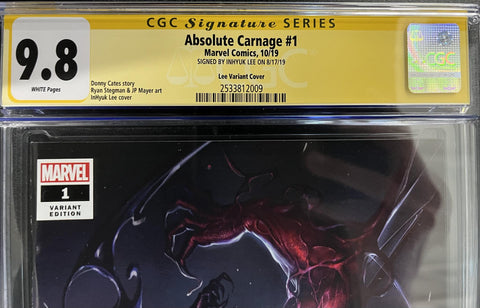 CGC Signature SERIES
9.8
WHITE Pages
Absolute Carnage #1
Marvel Comics, 10/19
SIGNED BY INHYUK LEE ON 8/17/19
Lee Variant Cover
2533812009
Donny Cates story
Ryan Stegman & JP Mayer art
InHyuk Lee cover
CGC
MARVEL
1
VARIANT
EDITION